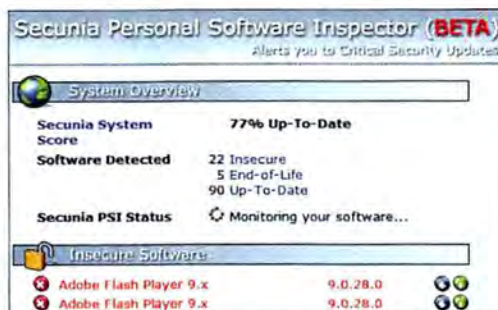 Secunia Personal Software Inspector (BETA)
Alerts you to Critical Security Updates
System Overview
Secunia System Score 77% Up-To-Date
Software Detected 22 Insecure
5 End-of-Life
90 Up-To-Date
Secunia PSI Status Monitoring your software...
Insecure Software
Adobe Flash Player 9.x 9.0.28.0
Adobe Flash Player 9.x 9.0.28.0